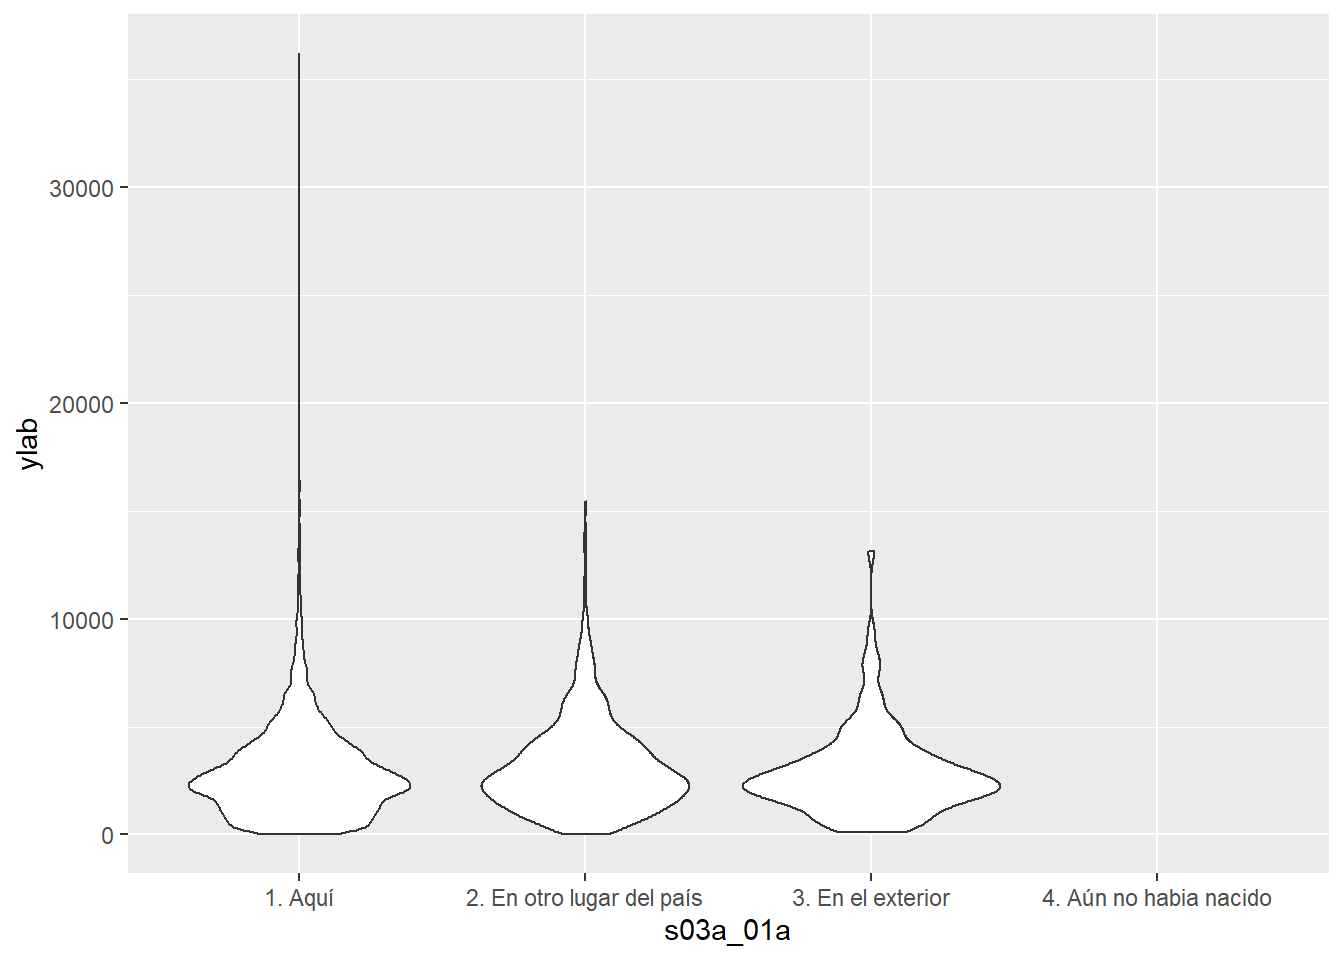 30000
20000
10000
0
ylab
1. Aquí
2. En otro lugar del país
3. En el exterior
4. Aún no habia nacido
s03a_01a